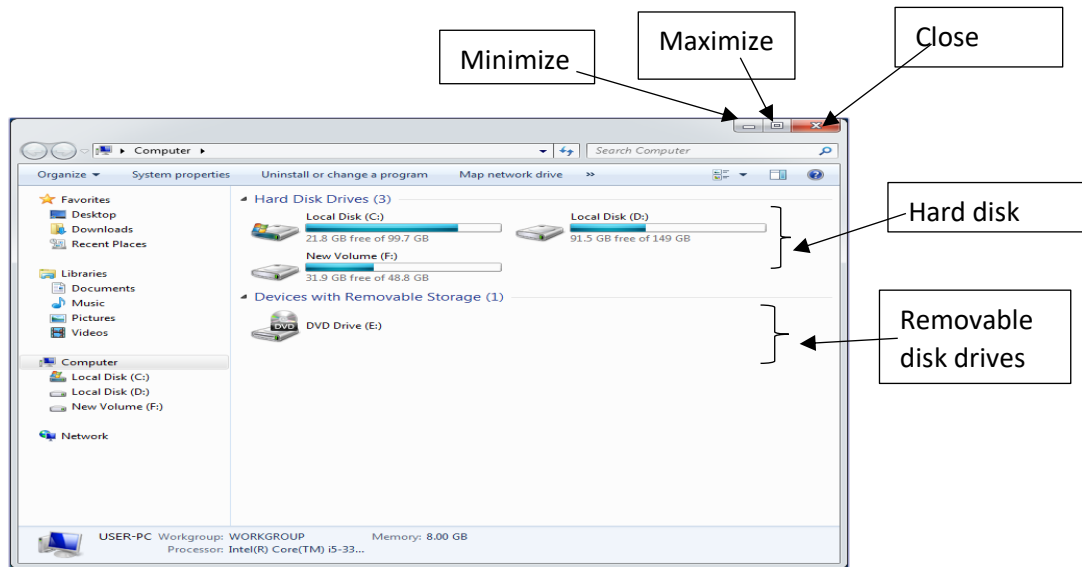 Minimize
Maximize
Close
Computer
Search Computer
Organize System properties Uninstall or change a program Map network drive »
Favorites
Desktop
Downloads
Recent Places
Libraries
Documents
Music
Pictures
Videos
Computer
Local Disk (C:)
Local Disk (D:)
New Volume (F:)
Network
Hard Disk Drives (3)
Local Disk (C:)
21.8 GB free of 99.7 GB
Local Disk (D:)
91.5 GB free of 149 GB
New Volume (F:)
31.9 GB free of 48.8 GB
Devices with Removable Storage (1)
DVD
DVD Drive (E:)
Hard disk
Removable
disk drives
USER-PC Workgroup: WORKGROUP Memory: 8.00 GB
Processor: Intel(R) Core(TM) i5-33...